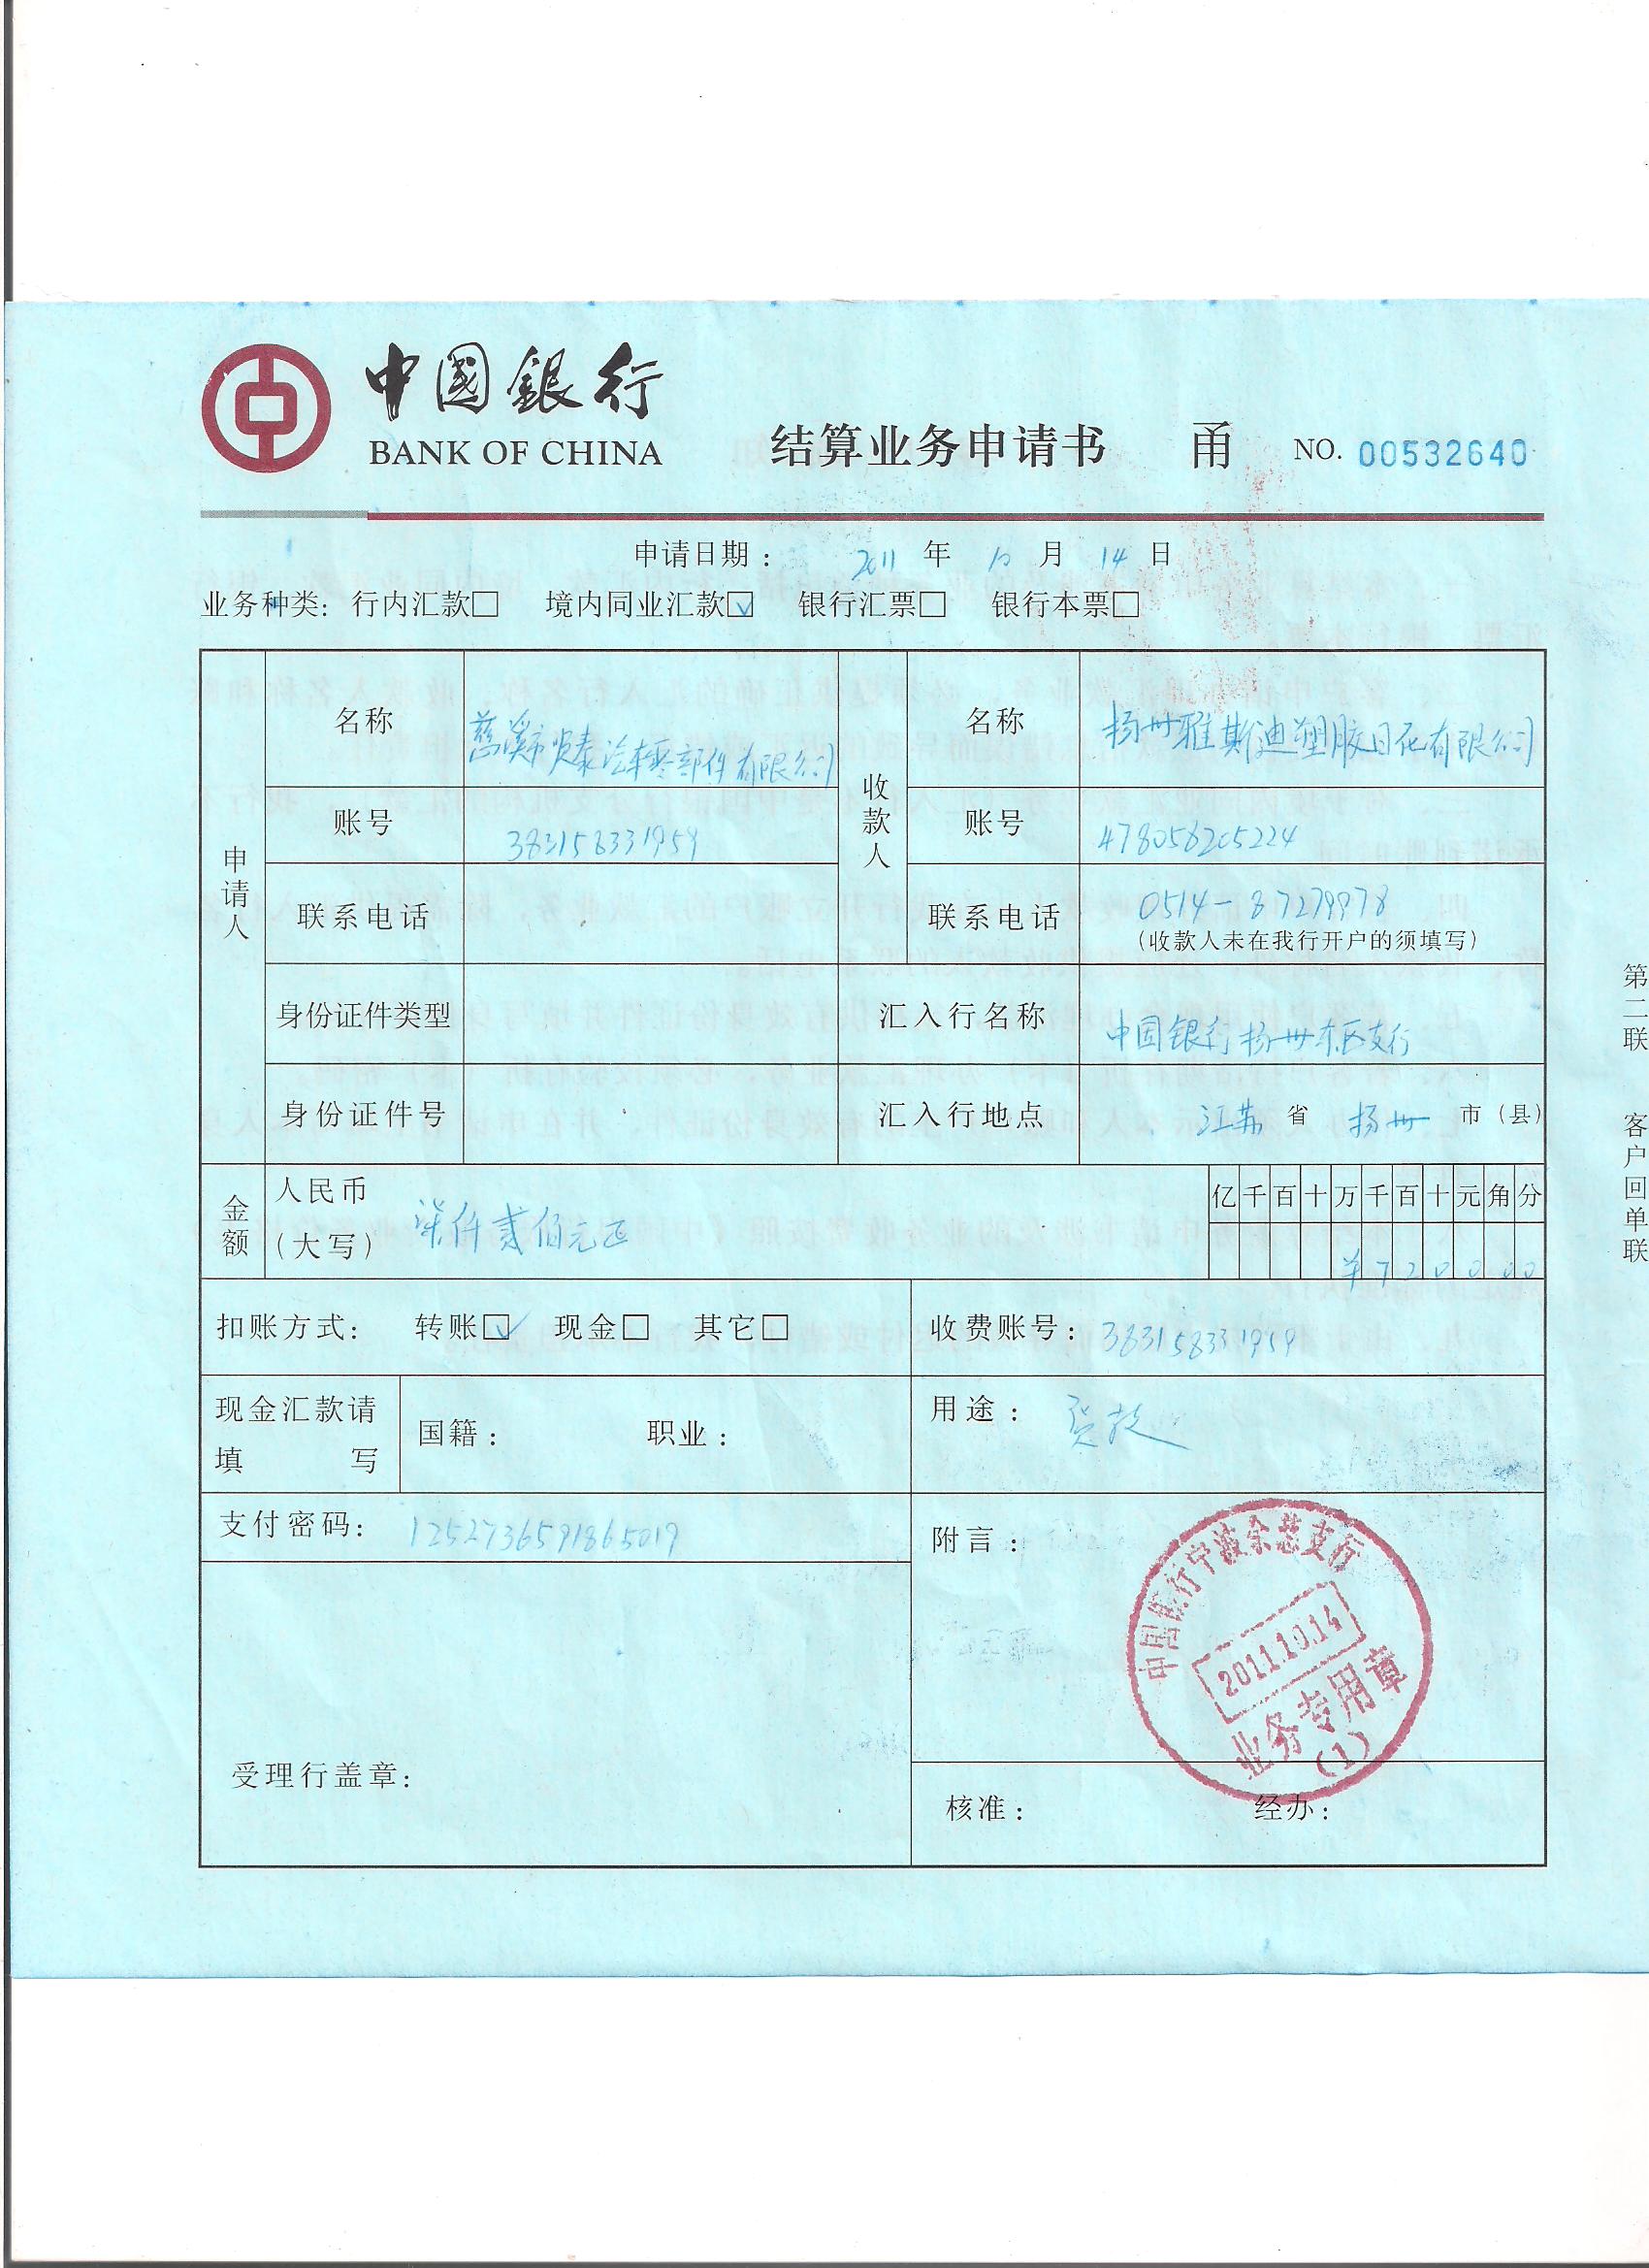 中國銀行
BANK OF CHINA
结算业务申请书 甬 NO. 00532640
申请日期： 2011 年 10 月 14 日
业务种类: 行内汇款□ 境内同业汇款☑ 银行汇票□ 银行本票□
申请人
名称 慈溪市 泰汽车零部件有限公司
账号 383158331959
联系电话
身份证件类型
身份证件号
收款人
名称 扬州雅斯迪塑胶日化有限公司
账号 478058205224
联系电话 0514-87279978
(收款人未在我行开户的须填写)
汇入行名称 中国银行扬州东区支行
汇入行地点 江苏 省 扬州 市（县）
金额
人民币
(大写) 柒仟贰佰元正
亿千百十万千百十元角分
¥720000
扣账方式: 转账☑ 现金□ 其它□
收费账号: 383158331959
现金汇款请
填 写
国籍: 职业:
用途: 货款
支付密码: 1252736591865019
附言:
中国银行宁波余慈支行
2011.10.14
业务专用章
(1)
受理行盖章:
核准: 经办:
第二联 客户回单联